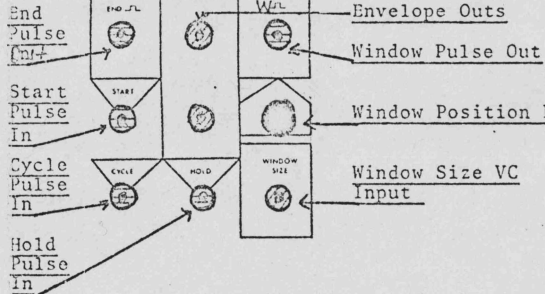 End
Pulse
Out
END
Envelope Outs
Window Pulse Out
Start
Pulse
In
START
Window Position
Cycle
Pulse
In
CYCLE
HOLD
WINDOW
SIZE
Window Size VC
Input
Hold
Pulse
In